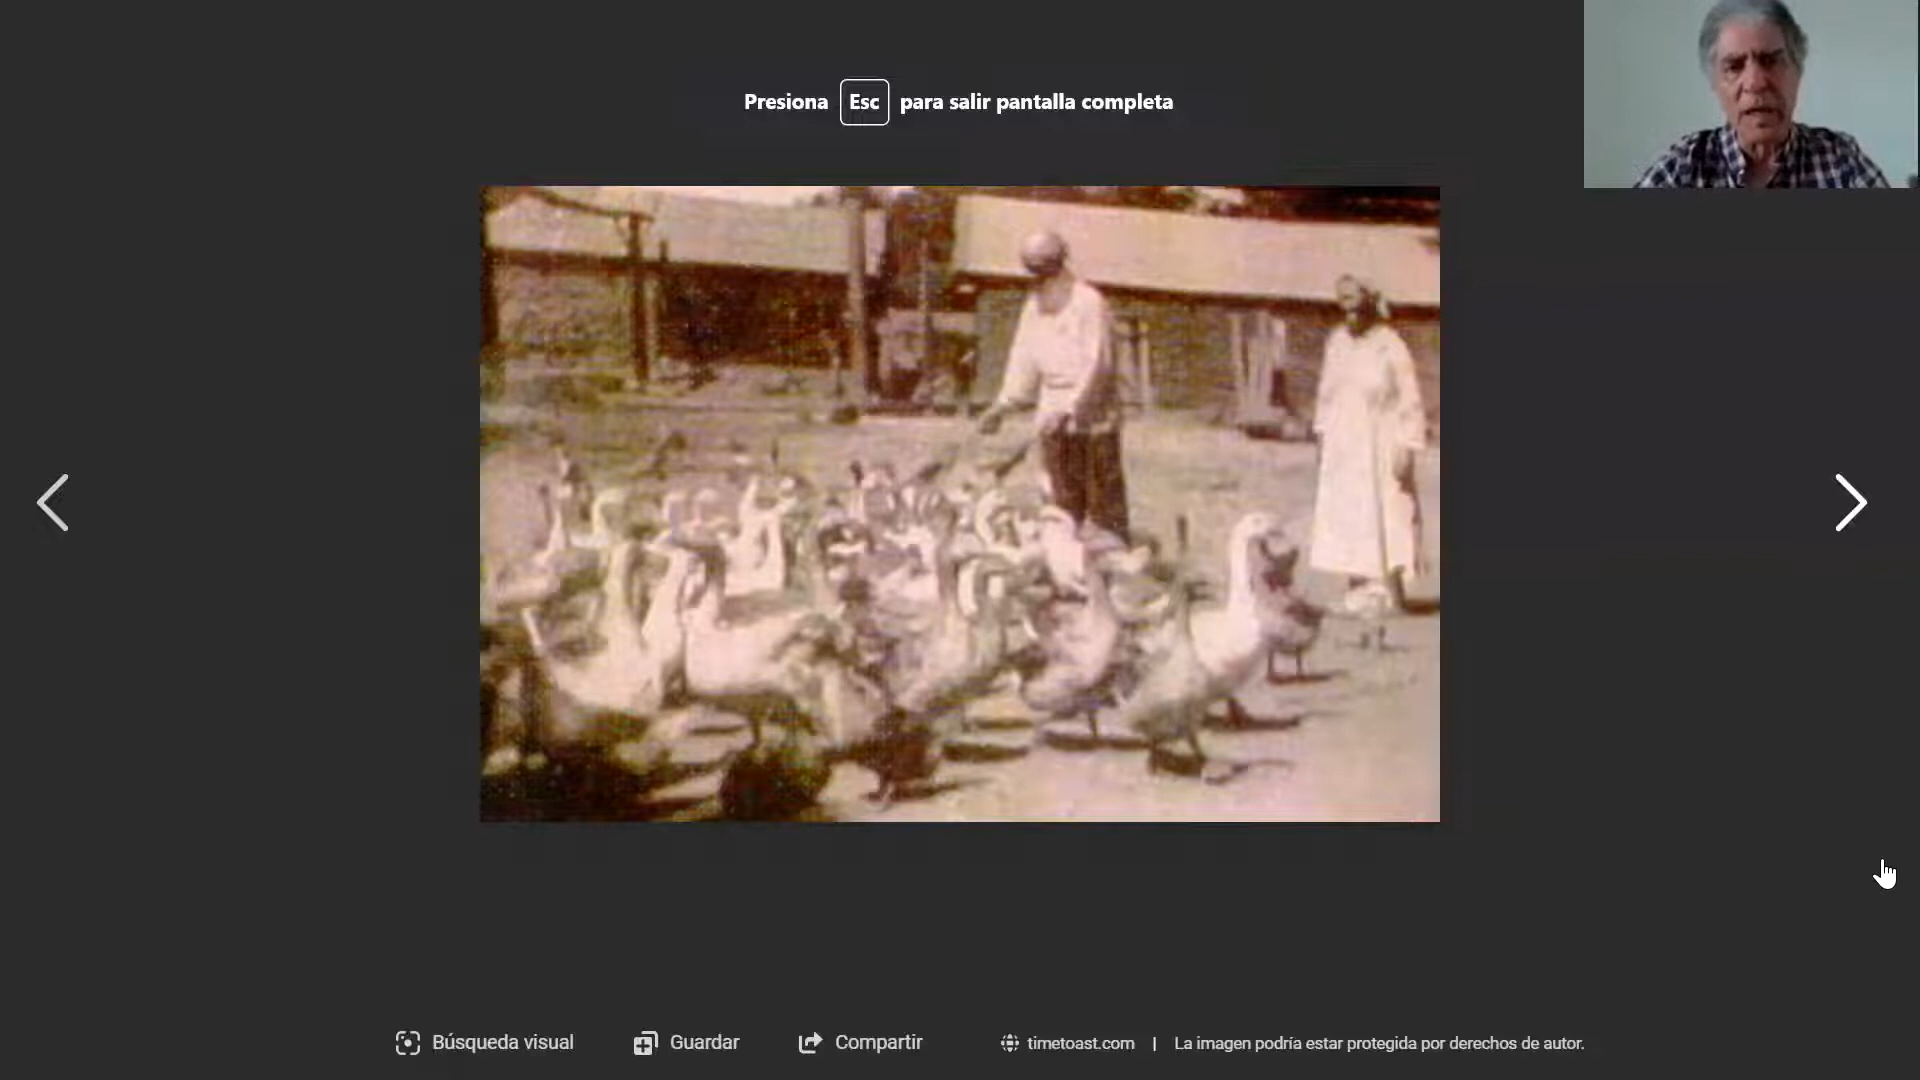 Presiona Esc para salir pantalla completa
Búsqueda visual Guardar Compartir timetoast.com | La imagen podría estar protegida por derechos de autor.